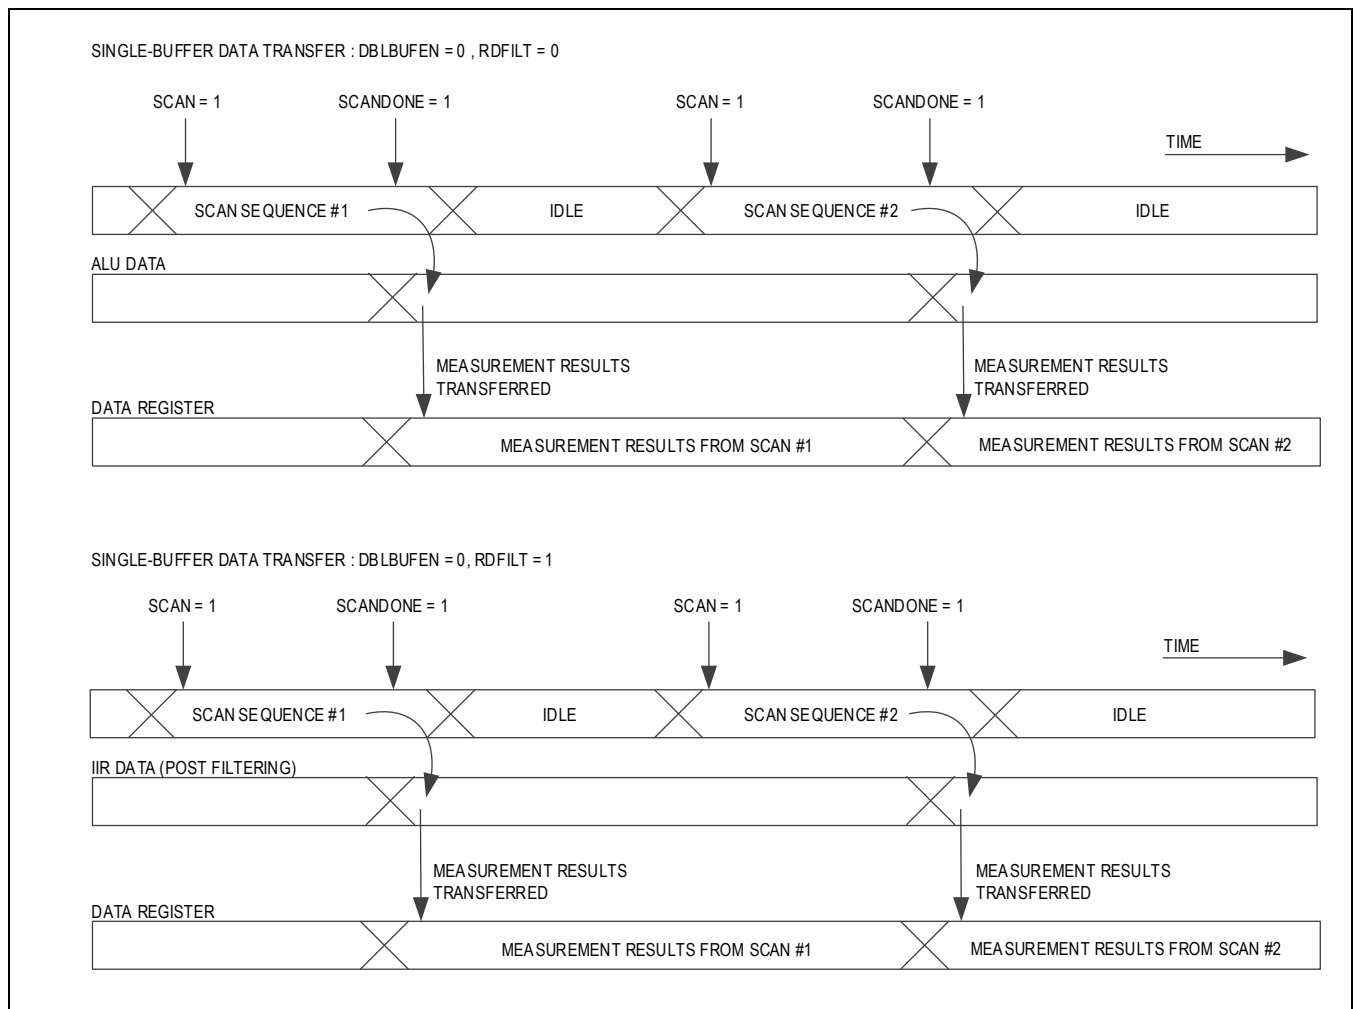 SINGLE-BUFFER DATA TRANSFER : DBLBUFEN = 0 , RDFILT = 0
SCAN = 1 SCANDONE = 1 SCAN = 1 SCANDONE = 1
TIME
SCAN SEQUENCE #1 IDLE SCAN SEQUENCE #2 IDLE
ALU DATA
MEASUREMENT RESULTS MEASUREMENT RESULTS
TRANSFERRED TRANSFERRED
DATA REGISTER
MEASUREMENT RESULTS FROM SCAN #1 MEASUREMENT RESULTS FROM SCAN #2
SINGLE-BUFFER DATA TRANSFER : DBLBUFEN = 0, RDFILT = 1
SCAN = 1 SCANDONE = 1 SCAN = 1 SCANDONE = 1
TIME
SCAN SEQUENCE #1 IDLE SCAN SEQUENCE #2 IDLE
IIR DATA (POST FILTERING)
MEASUREMENT RESULTS MEASUREMENT RESULTS
TRANSFERRED TRANSFERRED
DATA REGISTER
MEASUREMENT RESULTS FROM SCAN #1 MEASUREMENT RESULTS FROM SCAN #2